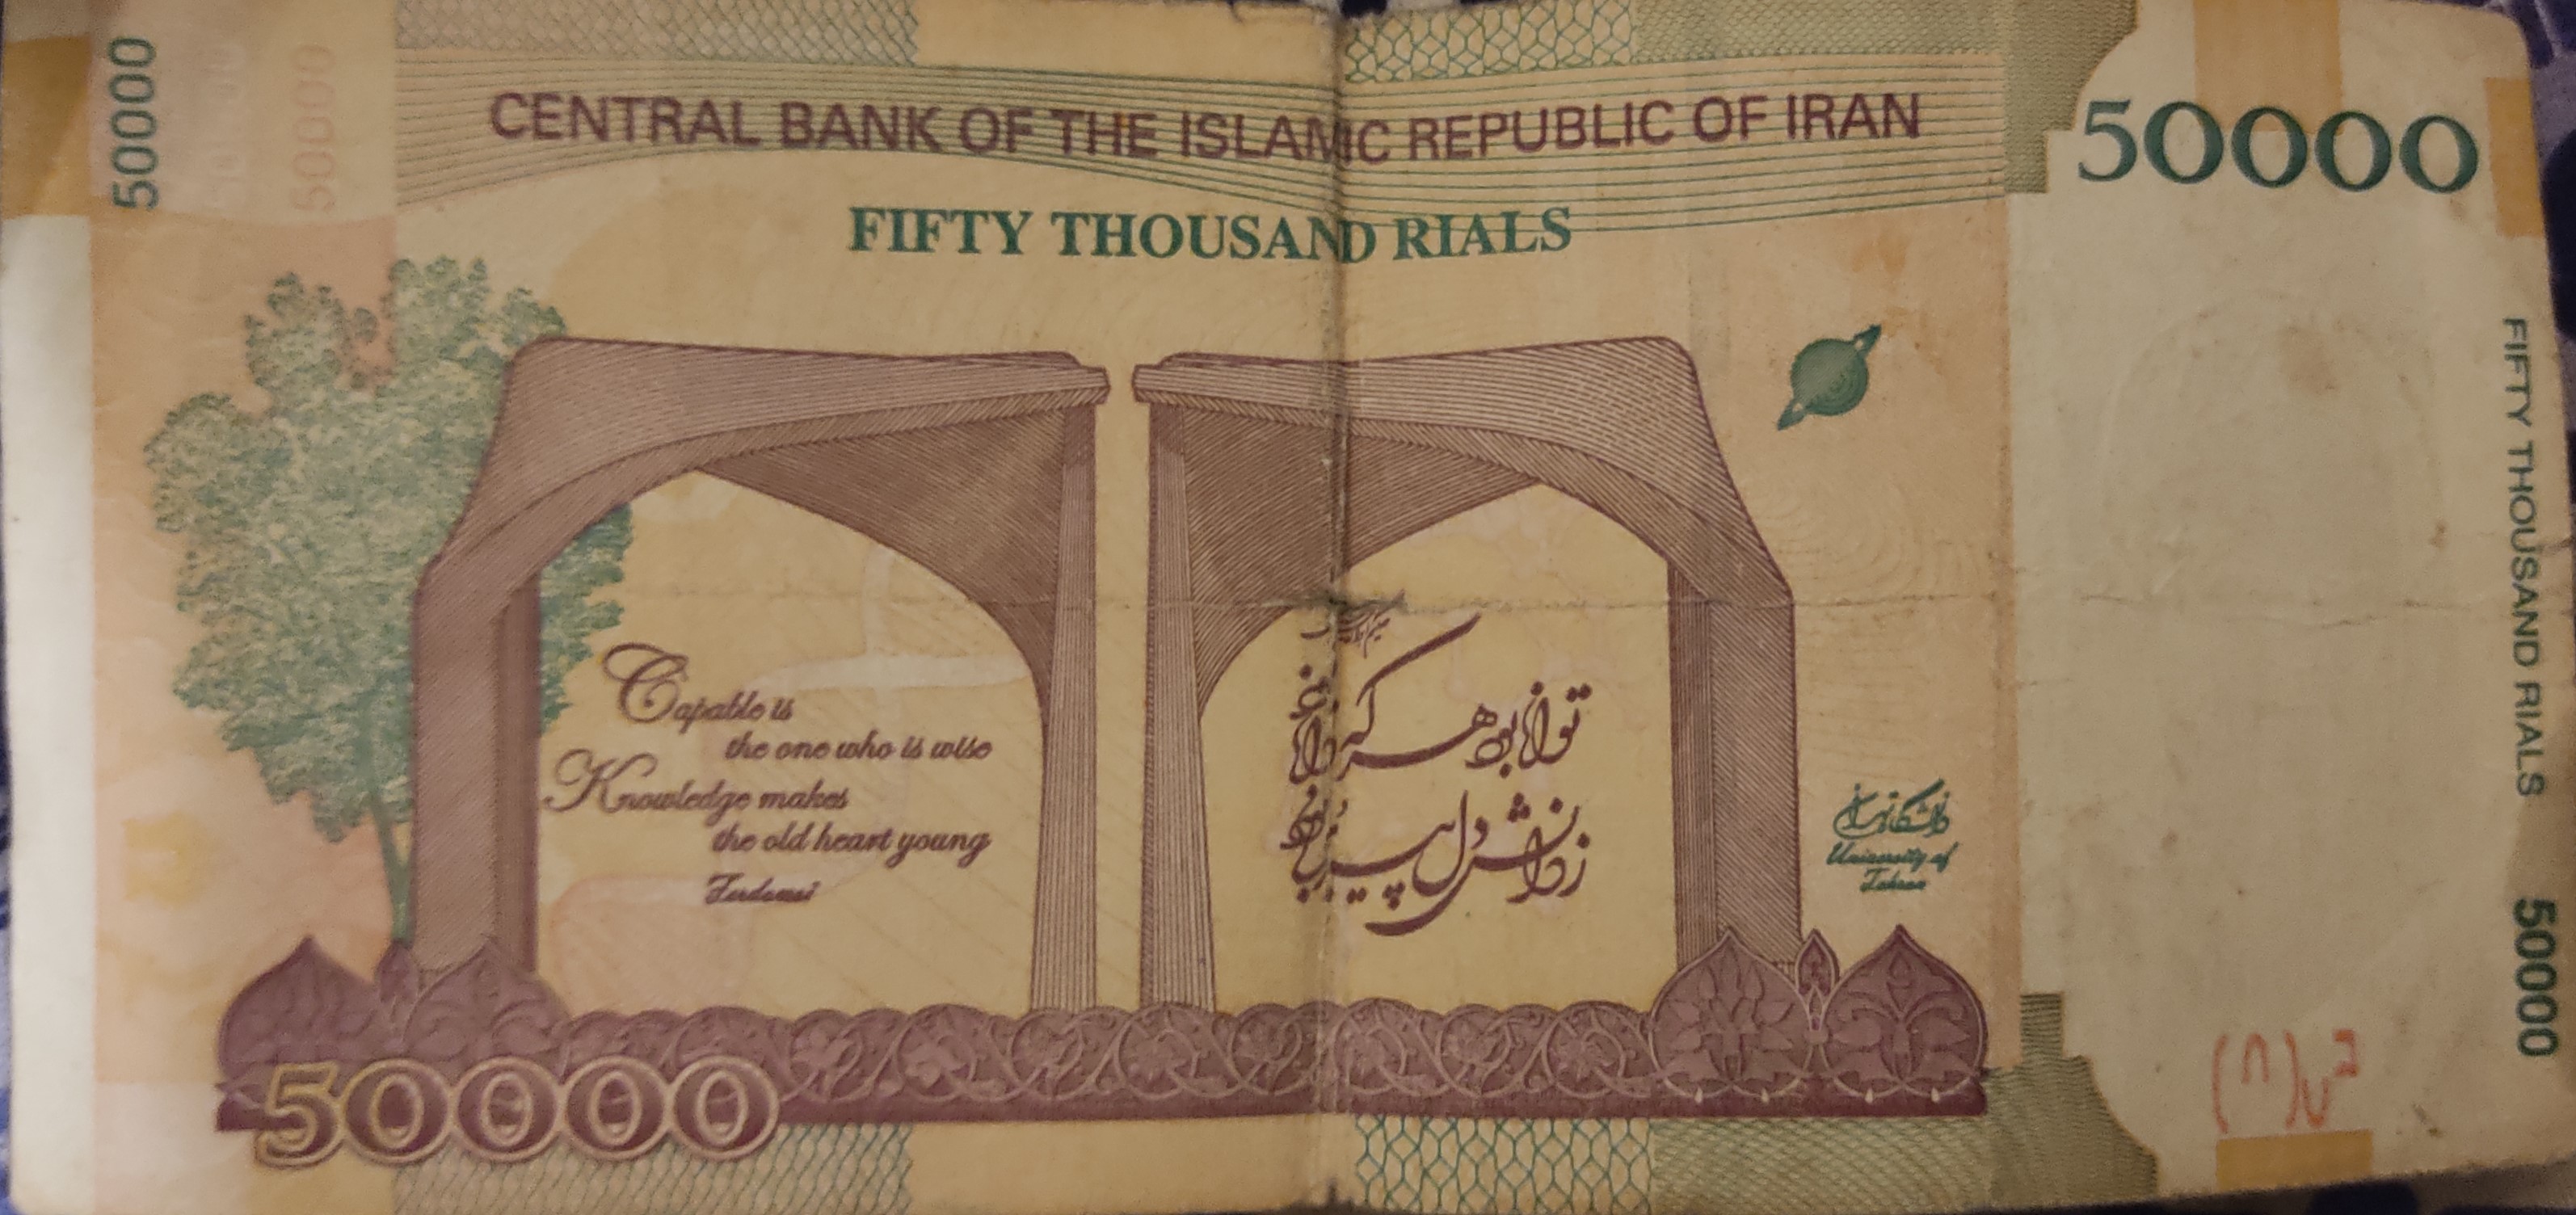 50000
50000
50000
CENTRAL BANK OF THE ISLAMIC REPUBLIC OF IRAN
50000
FIFTY THOUSAND RIALS
Capable is
the one who is wise
Knowledge makes
the old heart young
Ferdowsi
توانا بود هر که دانا بود
ز دانش دل پیر برنا بود
دانشگاه تهران
University of
Tehran
FIFTY THOUSAND RIALS
50000
50000